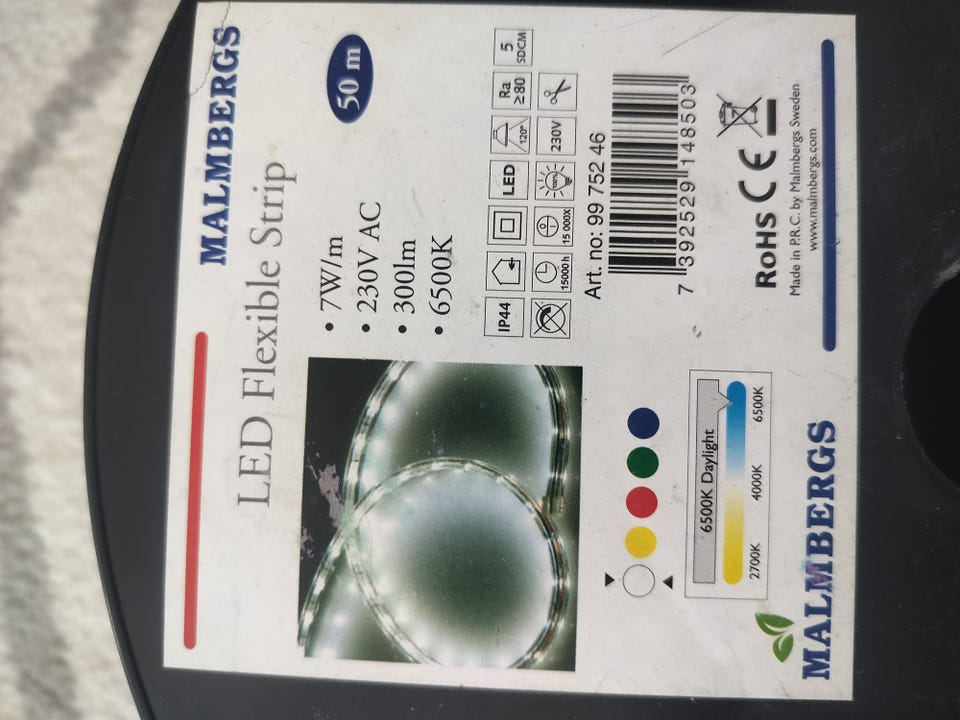 MALMBERGS
LED Flexible Strip
50 m
• 7W/m
• 230V AC
• 300lm
• 6500K
IP44
LED
120°
Ra
≥80
5
SDCM
15000h
15 000X
100%
230V
Art. no: 99 752 46
7 392529 148503
6500K Daylight
2700K 4000K 6500K
RoHS CE
Made in P.R.C. by Malmbergs Sweden
www.malmbergs.com
MALMBERGS